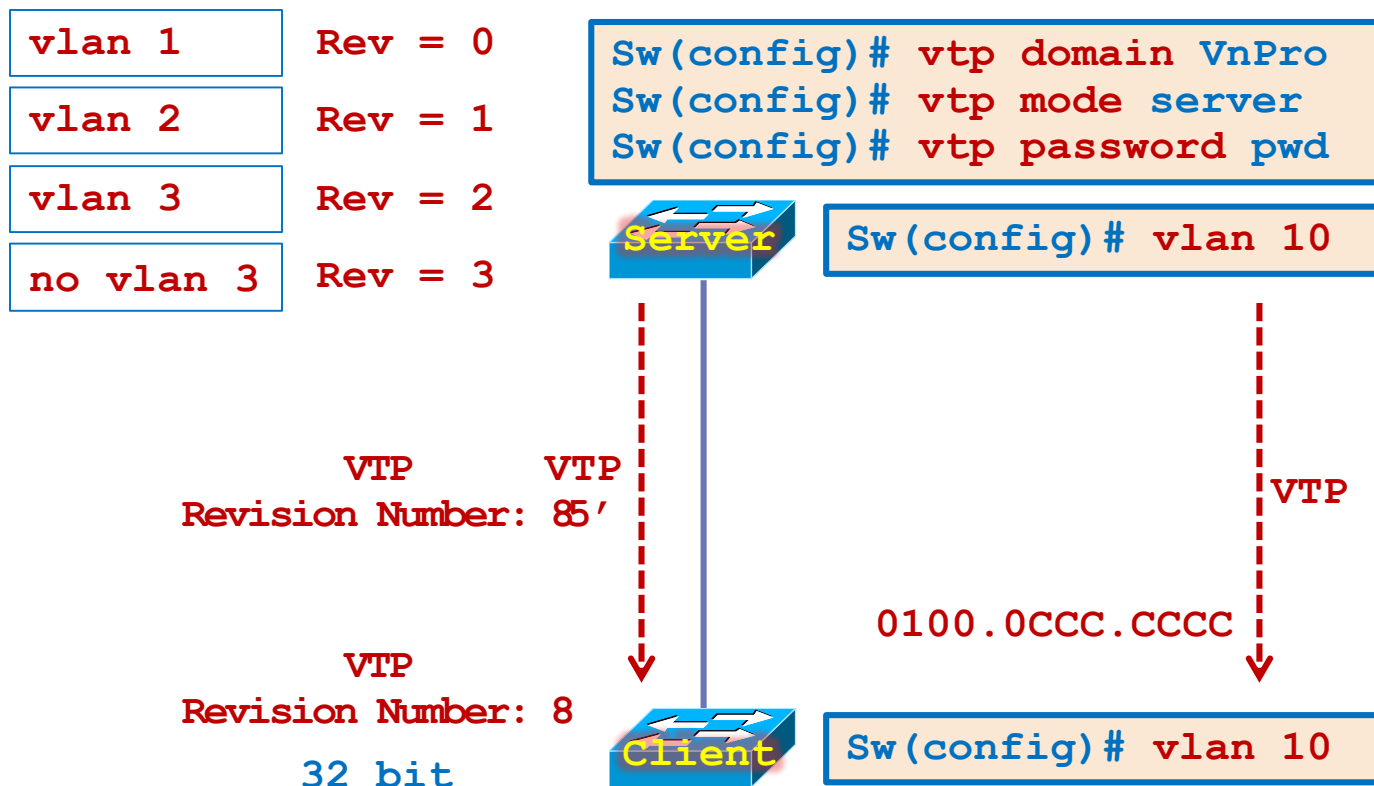 vlan 1 Rev = 0
vlan 2 Rev = 1
vlan 3 Rev = 2
no vlan 3 Rev = 3
Sw(config)# vtp domain VnPro
Sw(config)# vtp mode server
Sw(config)# vtp password pwd
Server
Sw(config)# vlan 10
VTP VTP
Revision Number: 85’
VTP
0100.0CCC.CCCC
VTP
Revision Number: 8
32 bit
Client
Sw(config)# vlan 10